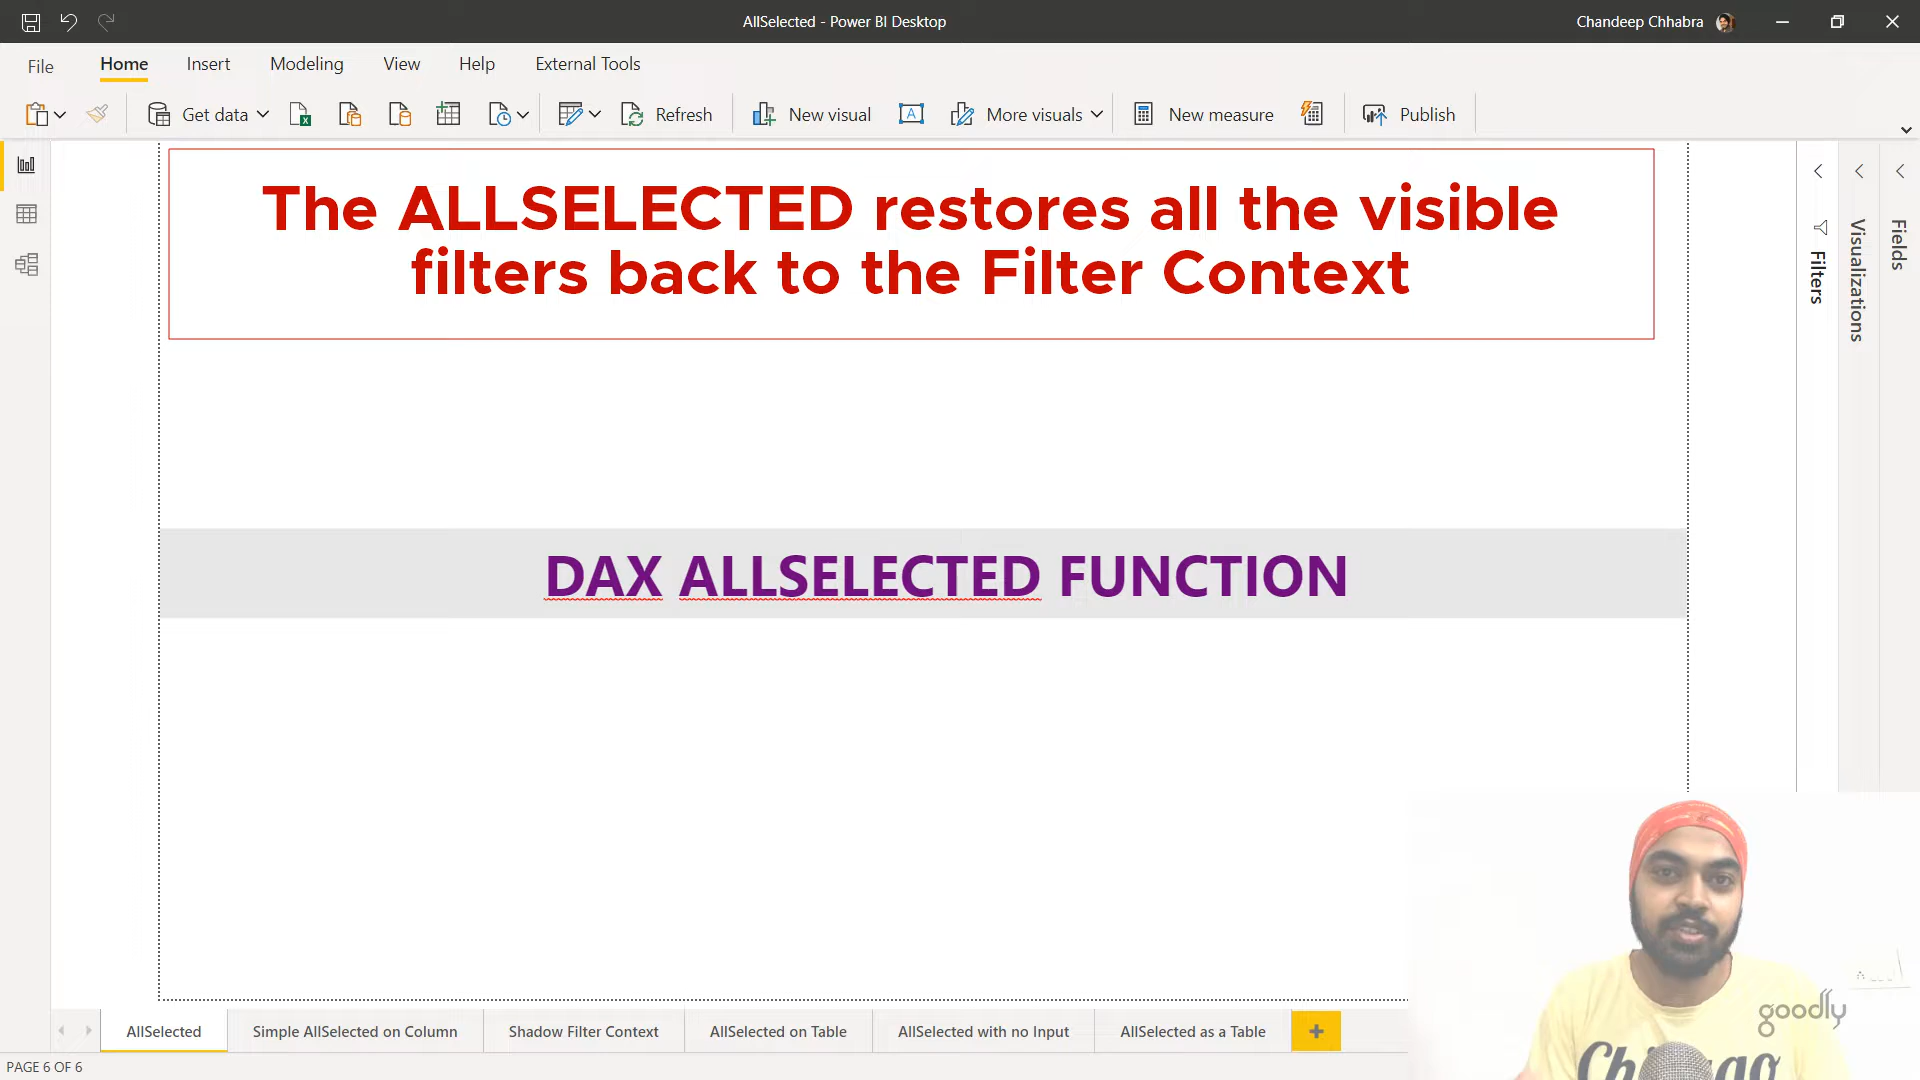 AllSelected - Power BI Desktop
Chandeep Chhabra
File
Home
Insert
Modeling
View
Help
External Tools
Get data
Refresh
New visual
More visuals
New measure
Publish
The ALLSELECTED restores all the visible
filters back to the Filter Context
DAX ALLSELECTED FUNCTION
Filters
Visualizations
Fields
goodly
AllSelected
Simple AllSelected on Column
Shadow Filter Context
AllSelected on Table
AllSelected with no Input
AllSelected as a Table
PAGE 6 OF 6